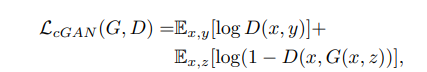 ℒ_{cGAN}(G, D) = 𝔼_{x,y}[log D(x, y)]+
𝔼_{x,z}[log(1 − D(x, G(x, z))],